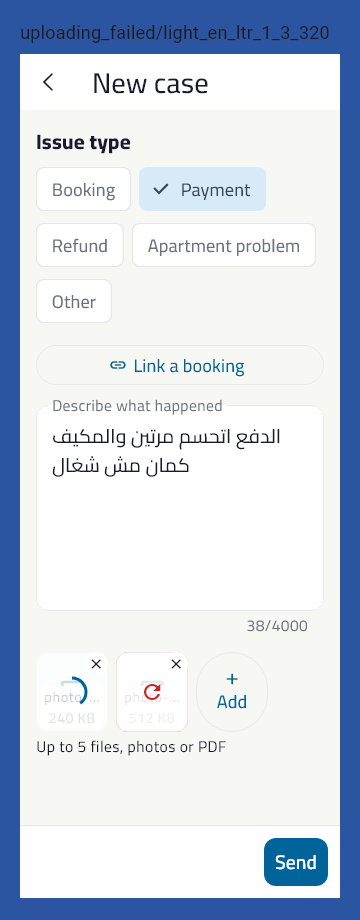 uploading_failed/light_en_ltr_1_3_320
New case
Issue type
Booking
Payment
Refund
Apartment problem
Other
Link a booking
Describe what happened
الدفع اتحسم مرتين والمكيف
كمان مش شغال
38/4000
photo-...
240 KB
photo-...
512 KB
Add
Up to 5 files, photos or PDF
Send